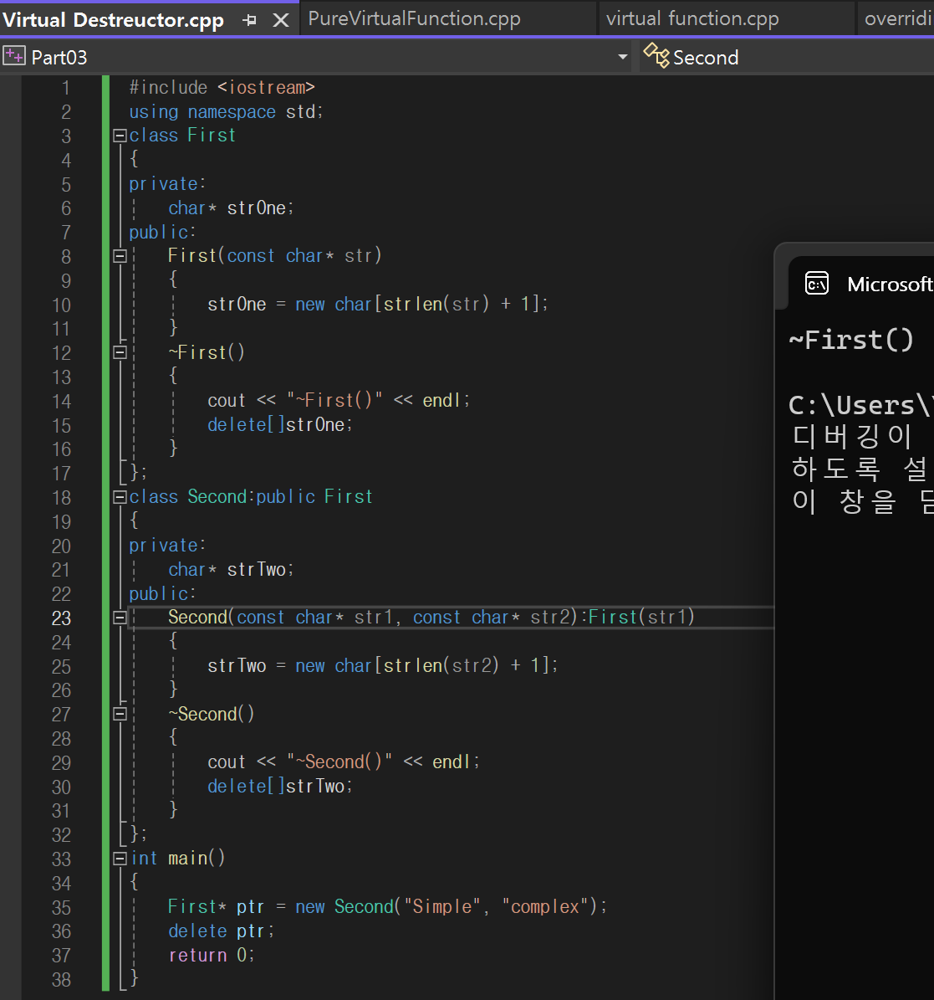 Virtual Destreuctor.cpp
PureVirtualFunction.cpp
virtual function.cpp
overridi
Part03
Second
1 #include <iostream>
2 using namespace std;
3 class First
4 {
5 private:
6 char* strOne;
7 public:
8 First(const char* str)
9 {
10 strOne = new char[strlen(str) + 1];
11 }
12 ~First()
13 {
14 cout << "~First()" << endl;
15 delete[]strOne;
16 }
17 };
18 class Second:public First
19 {
20 private:
21 char* strTwo;
22 public:
23 Second(const char* str1, const char* str2):First(str1)
24 {
25 strTwo = new char[strlen(str2) + 1];
26 }
27 ~Second()
28 {
29 cout << "~Second()" << endl;
30 delete[]strTwo;
31 }
32 };
33 int main()
34 {
35 First* ptr = new Second("Simple", "complex");
36 delete ptr;
37 return 0;
38 }
Microsoft
~First()
C:\Users\
디버깅이
하도록 설
이 창을